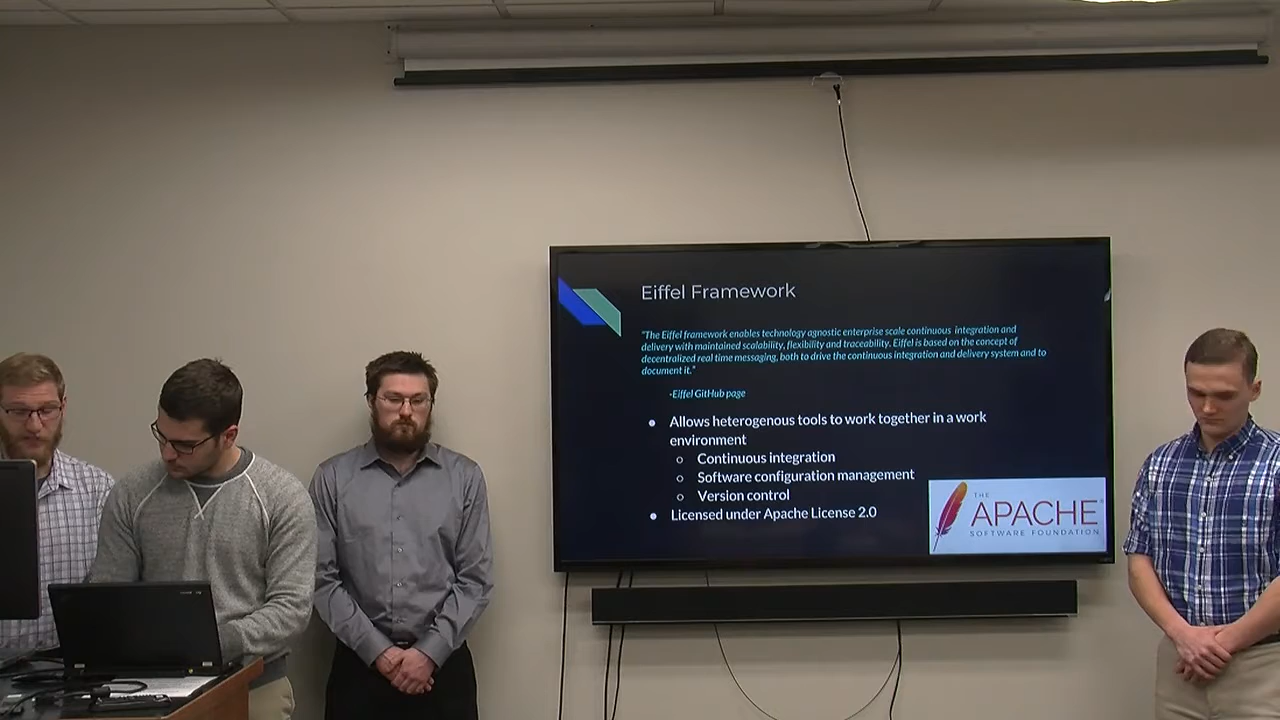 Eiffel Framework
"The Eiffel framework enables technology agnostic enterprise scale continuous integration and
delivery with maintained scalability, flexibility and traceability. Eiffel is based on the concept of
decentralized real time messaging, both to drive the continuous integration and delivery system and to
document it."
-Eiffel GitHub page
● Allows heterogenous tools to work together in a work
environment
○ Continuous integration
○ Software configuration management
○ Version control
● Licensed under Apache License 2.0
THE
APACHE
SOFTWARE FOUNDATION